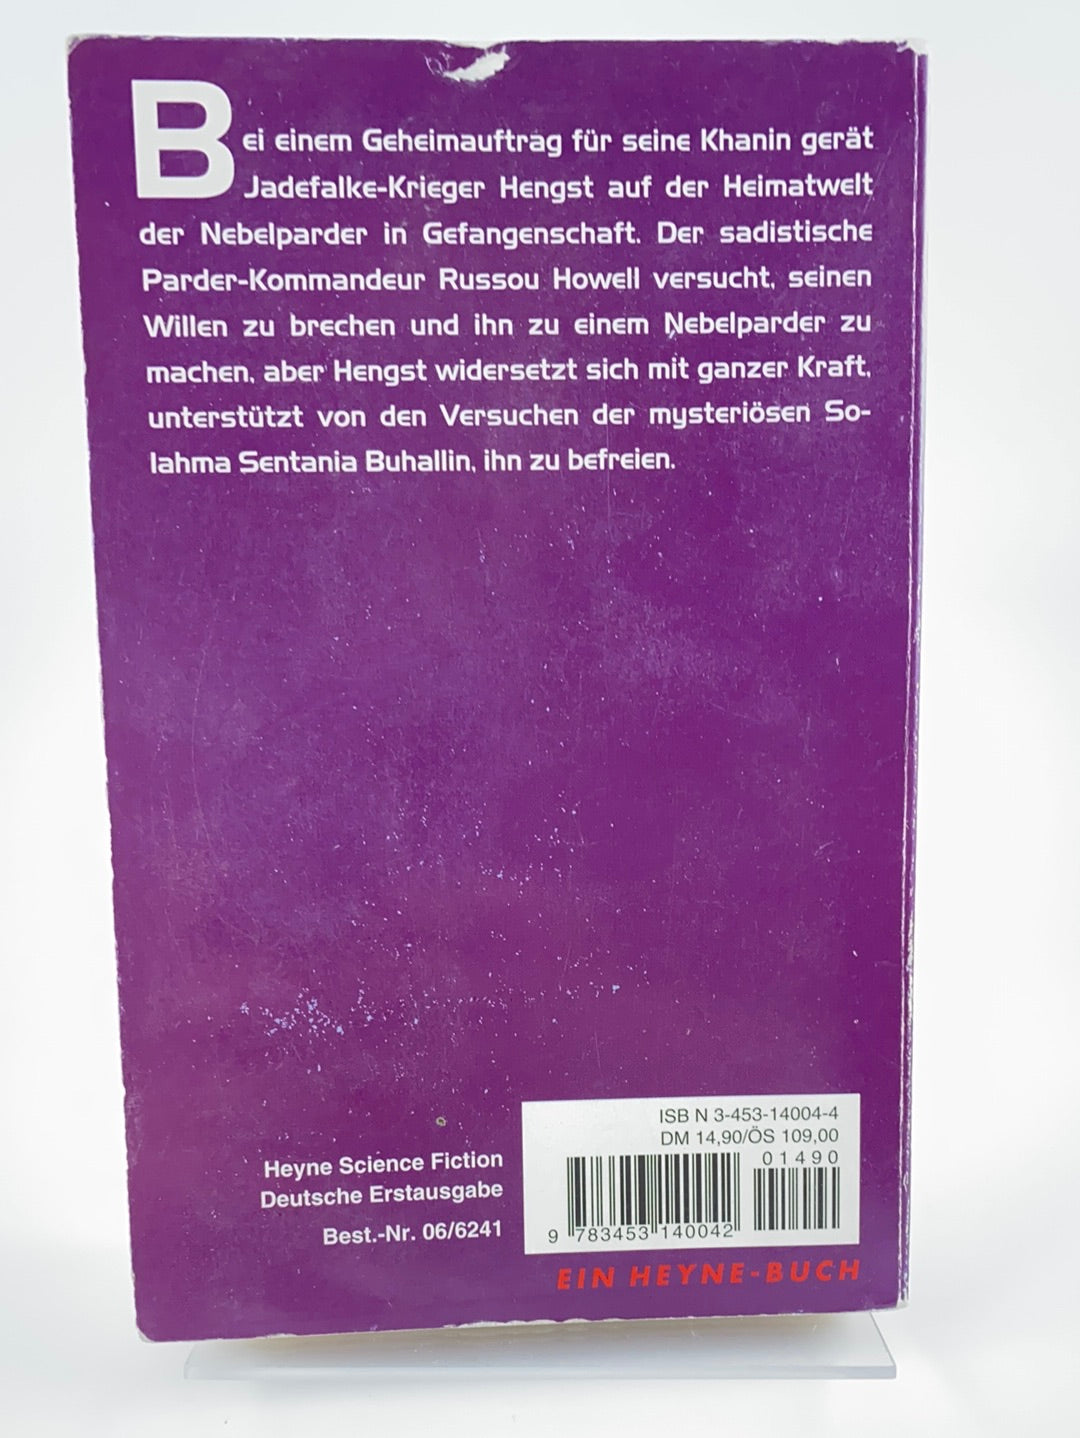 Bei einem Geheimauftrag für seine Khanin gerät
Jadefalke-Krieger Hengst auf der Heimatwelt
der Nebelparder in Gefangenschaft. Der sadistische
Parder-Kommandeur Russou Howell versucht, seinen
Willen zu brechen und ihn zu einem Nebelparder zu
machen, aber Hengst widersetzt sich mit ganzer Kraft,
unterstützt von den Versuchen der mysteriösen So-
lahma Sentania Buhallin, ihn zu befreien.
Heyne Science Fiction
Deutsche Erstausgabe
Best.-Nr. 06/6241
ISBN 3-453-14004-4
DM 14,90/ÖS 109,00
01490
9 783453 140042
EIN HEYNE-BUCH